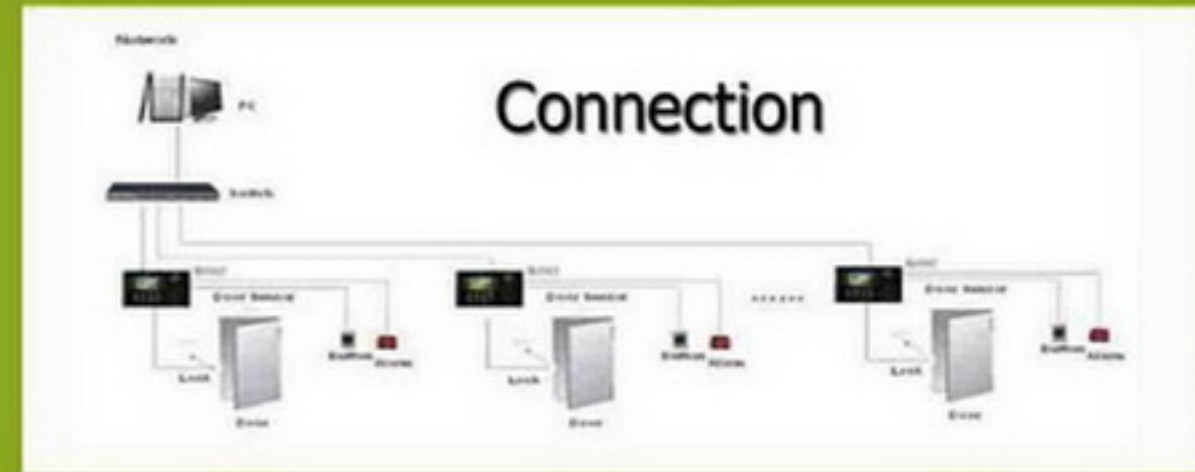 Network
Connection
PC
Switch
Door Sensor
Door Sensor
......
Door Sensor
Button
Alarm
Button
Alarm
Button
Alarm
Lock
Lock
Lock
Door
Door
Door